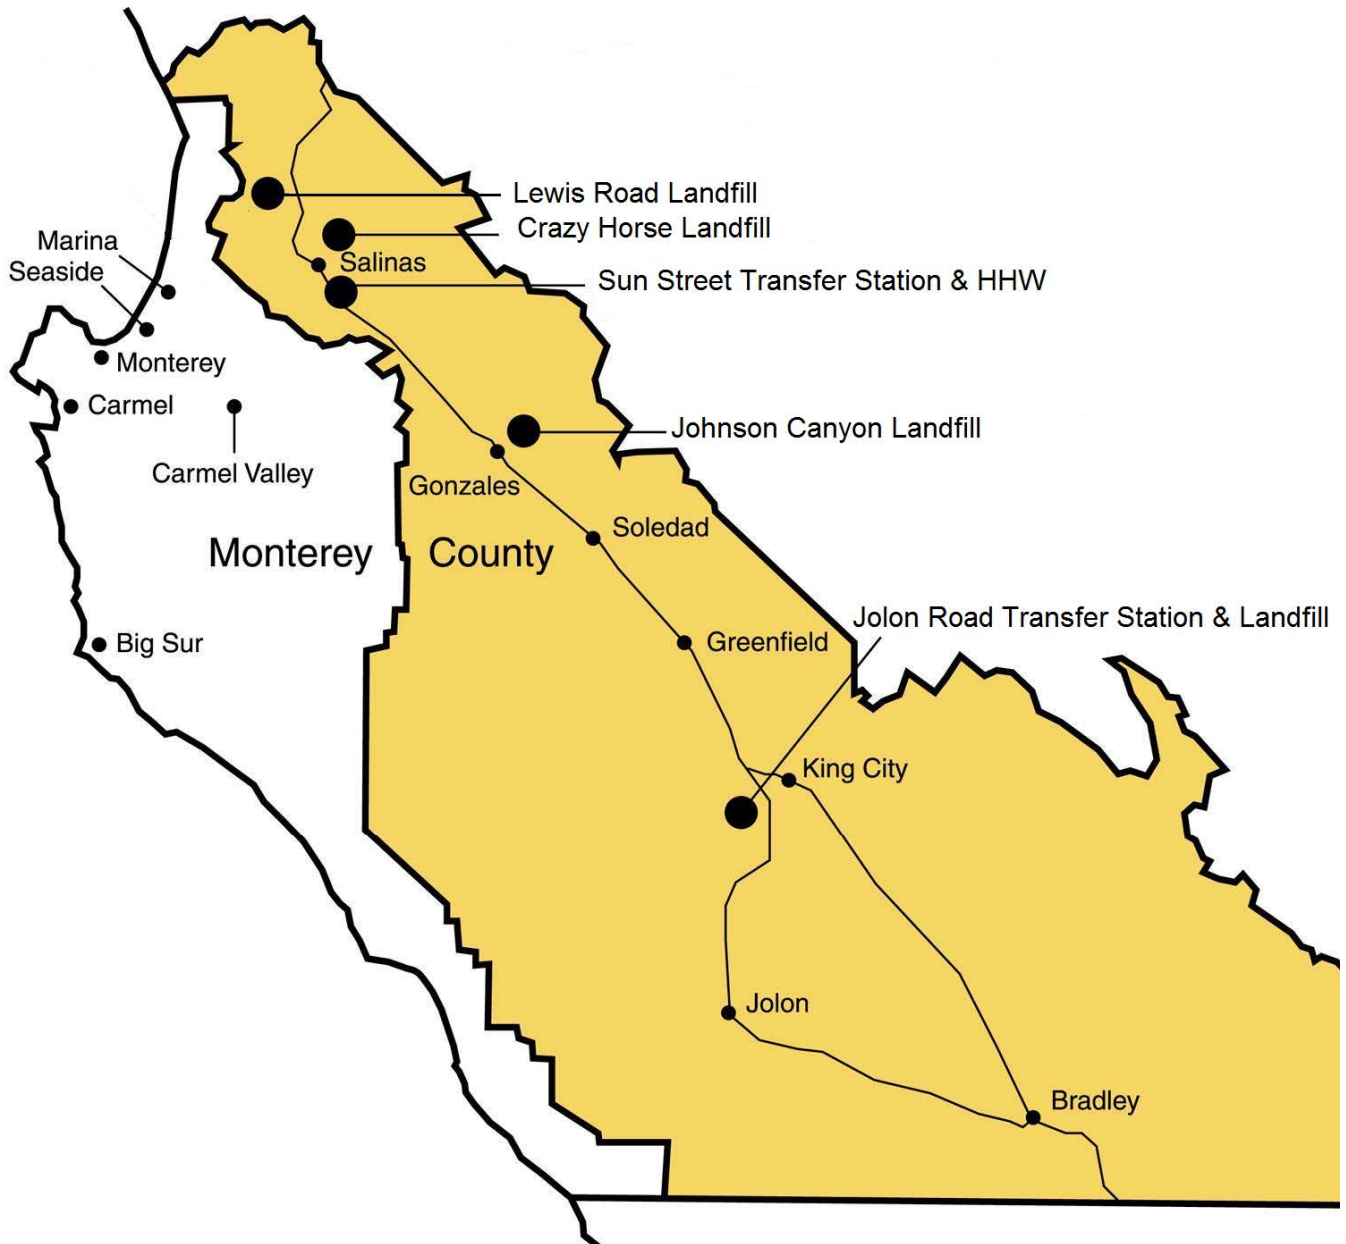 Lewis Road Landfill
Crazy Horse Landfill
Marina
Seaside
Salinas
Sun Street Transfer Station & HHW
Monterey
Carmel
Johnson Canyon Landfill
Carmel Valley
Gonzales
Soledad
Monterey County
Jolon Road Transfer Station & Landfill
Big Sur
Greenfield
King City
Jolon
Bradley